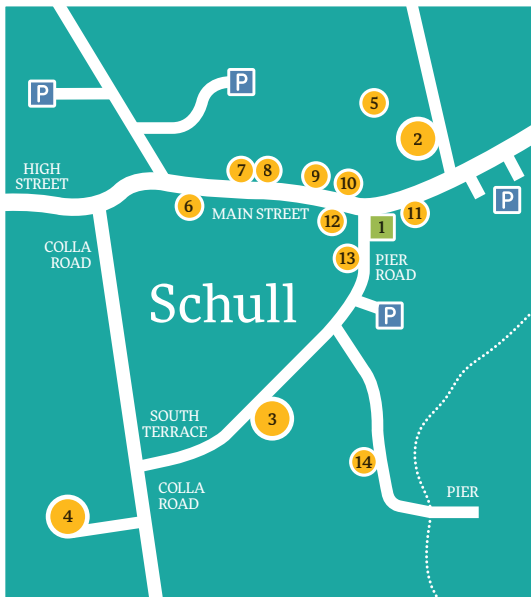 P
P
5
2
HIGH
STREET
7
8
9
10
P
6
MAIN STREET
12
11
1
COLLA
ROAD
13
PIER
ROAD
Schull
P
3
SOUTH
TERRACE
14
COLLA
ROAD
PIER
4